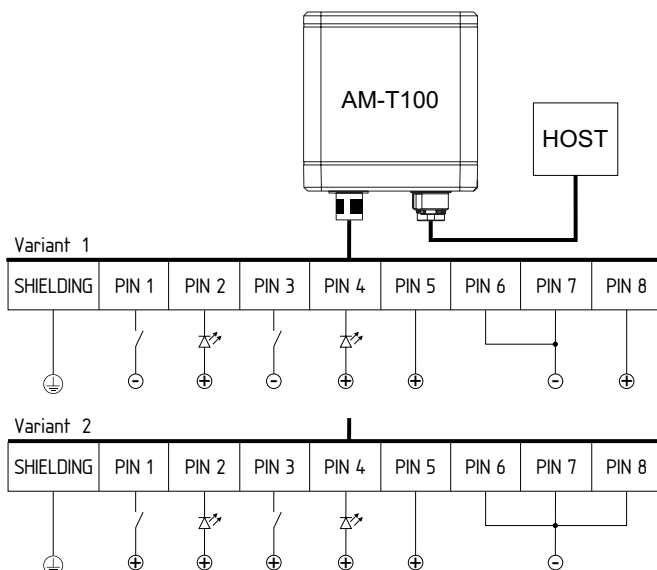 AM-T100
HOST
Variant 1
SHIELDING PIN 1 PIN 2 PIN 3 PIN 4 PIN 5 PIN 6 PIN 7 PIN 8
Variant 2
SHIELDING PIN 1 PIN 2 PIN 3 PIN 4 PIN 5 PIN 6 PIN 7 PIN 8